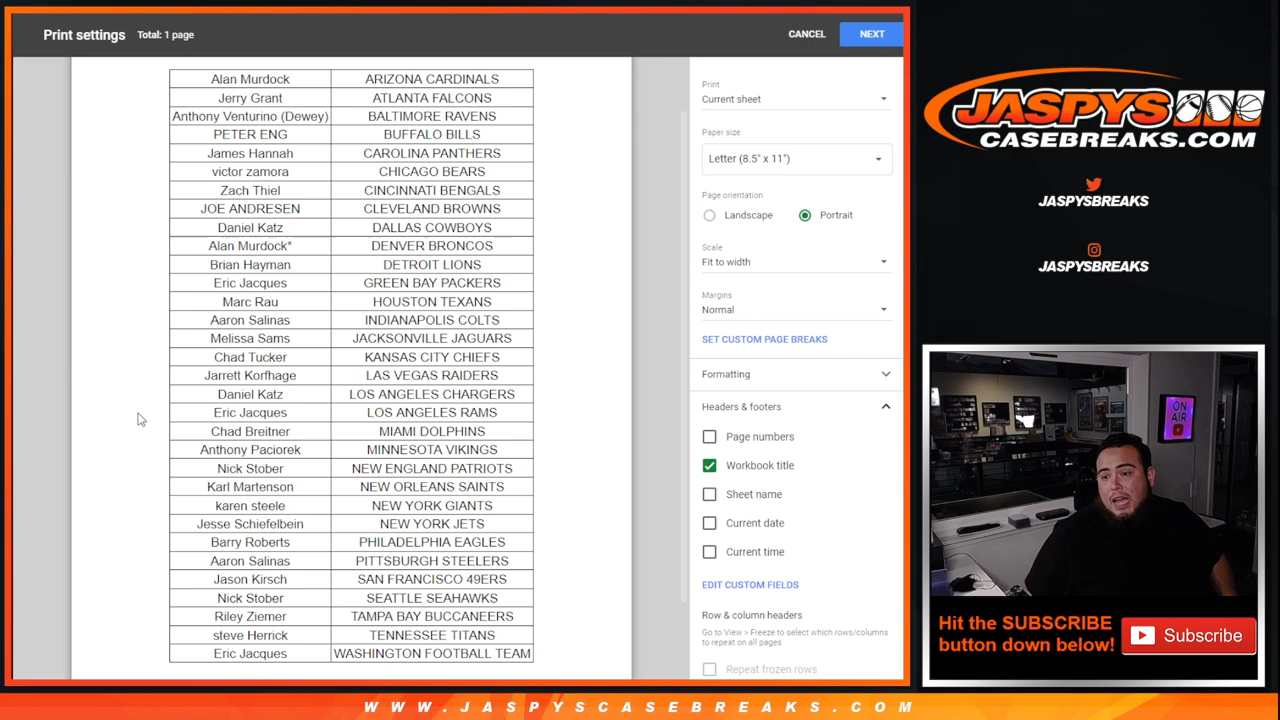 Print settings Total: 1 page CANCEL NEXT
Alan Murdock ARIZONA CARDINALS
Jerry Grant ATLANTA FALCONS
Anthony Venturino (Dewey) BALTIMORE RAVENS
PETER ENG BUFFALO BILLS
James Hannah CAROLINA PANTHERS
victor zamora CHICAGO BEARS
Zach Thiel CINCINNATI BENGALS
JOE ANDRESEN CLEVELAND BROWNS
Daniel Katz DALLAS COWBOYS
Alan Murdock* DENVER BRONCOS
Brian Hayman DETROIT LIONS
Eric Jacques GREEN BAY PACKERS
Marc Rau HOUSTON TEXANS
Aaron Salinas INDIANAPOLIS COLTS
Melissa Sams JACKSONVILLE JAGUARS
Chad Tucker KANSAS CITY CHIEFS
Jarrett Korfhage LAS VEGAS RAIDERS
Daniel Katz LOS ANGELES CHARGERS
Eric Jacques LOS ANGELES RAMS
Chad Breitner MIAMI DOLPHINS
Anthony Paciorek MINNESOTA VIKINGS
Nick Stober NEW ENGLAND PATRIOTS
Karl Martenson NEW ORLEANS SAINTS
karen steele NEW YORK GIANTS
Jesse Schiefelbein NEW YORK JETS
Barry Roberts PHILADELPHIA EAGLES
Aaron Salinas PITTSBURGH STEELERS
Jason Kirsch SAN FRANCISCO 49ERS
Nick Stober SEATTLE SEAHAWKS
Riley Ziemer TAMPA BAY BUCCANEERS
steve Herrick TENNESSEE TITANS
Eric Jacques WASHINGTON FOOTBALL TEAM
Print
Current sheet
Paper size
Letter (8.5" x 11")
Page orientation
Landscape Portrait
Scale
Fit to width
Margins
Normal
SET CUSTOM PAGE BREAKS
Formatting
Headers & footers
Page numbers
Workbook title
Sheet name
Current date
Current time
EDIT CUSTOM FIELDS
Row & column headers
Go to View > Freeze to select which rows/columns
to repeat on all pages
Repeat frozen rows
JASPYS
CASEBREAKS.COM
JASPYSBREAKS
JASPYSBREAKS
ON
AIR
Hit the SUBSCRIBE
button down below!
Subscribe
WWW.JASPYSCASEBREAKS.COM